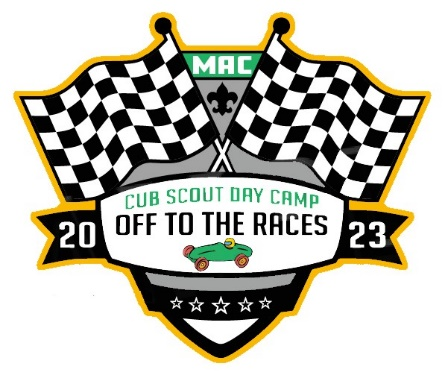 MAC
CUB SCOUT DAY CAMP
OFF TO THE RACES
20 23